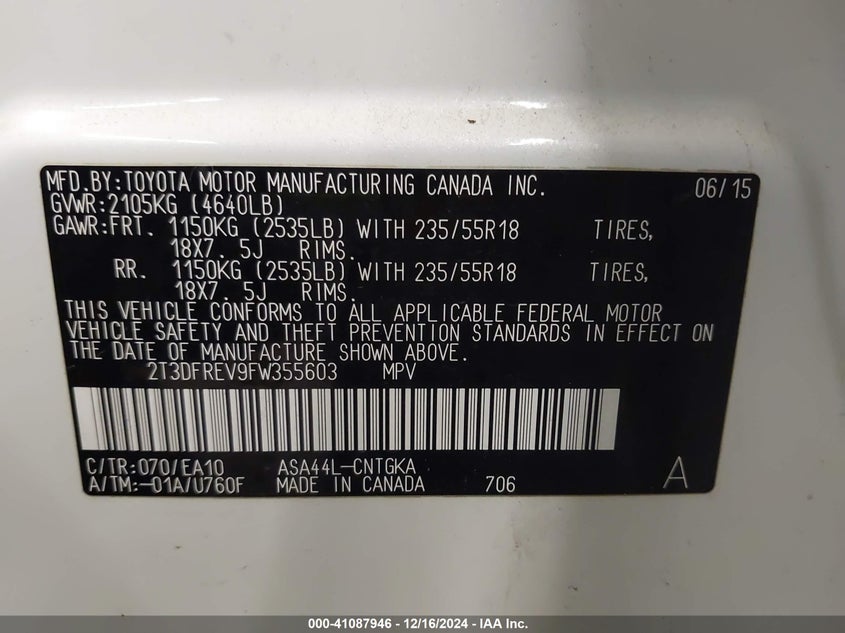 MFD.BY:TOYOTA MOTOR MANUFACTURING CANADA INC. 06/15
GVWR:2105KG (4640LB)
GAWR:FRT. 1150KG (2535LB) WITH 235/55R18 TIRES,
18X7. 5J RIMS.
RR. 1150KG (2535LB) WITH 235/55R18 TIRES,
18X7. 5J RIMS.
THIS VEHICLE CONFORMS TO ALL APPLICABLE FEDERAL MOTOR
VEHICLE SAFETY AND THEFT PREVENTION STANDARDS IN EFFECT ON
THE DATE OF MANUFACTURE SHOWN ABOVE.
2T3DFREV9FW355603 MPV
C/TR:070/EA10 ASA44L-CNTGKA A
A/TM:-01A/U760F MADE IN CANADA 706
000-41087946 - 12/16/2024 - IAA Inc.